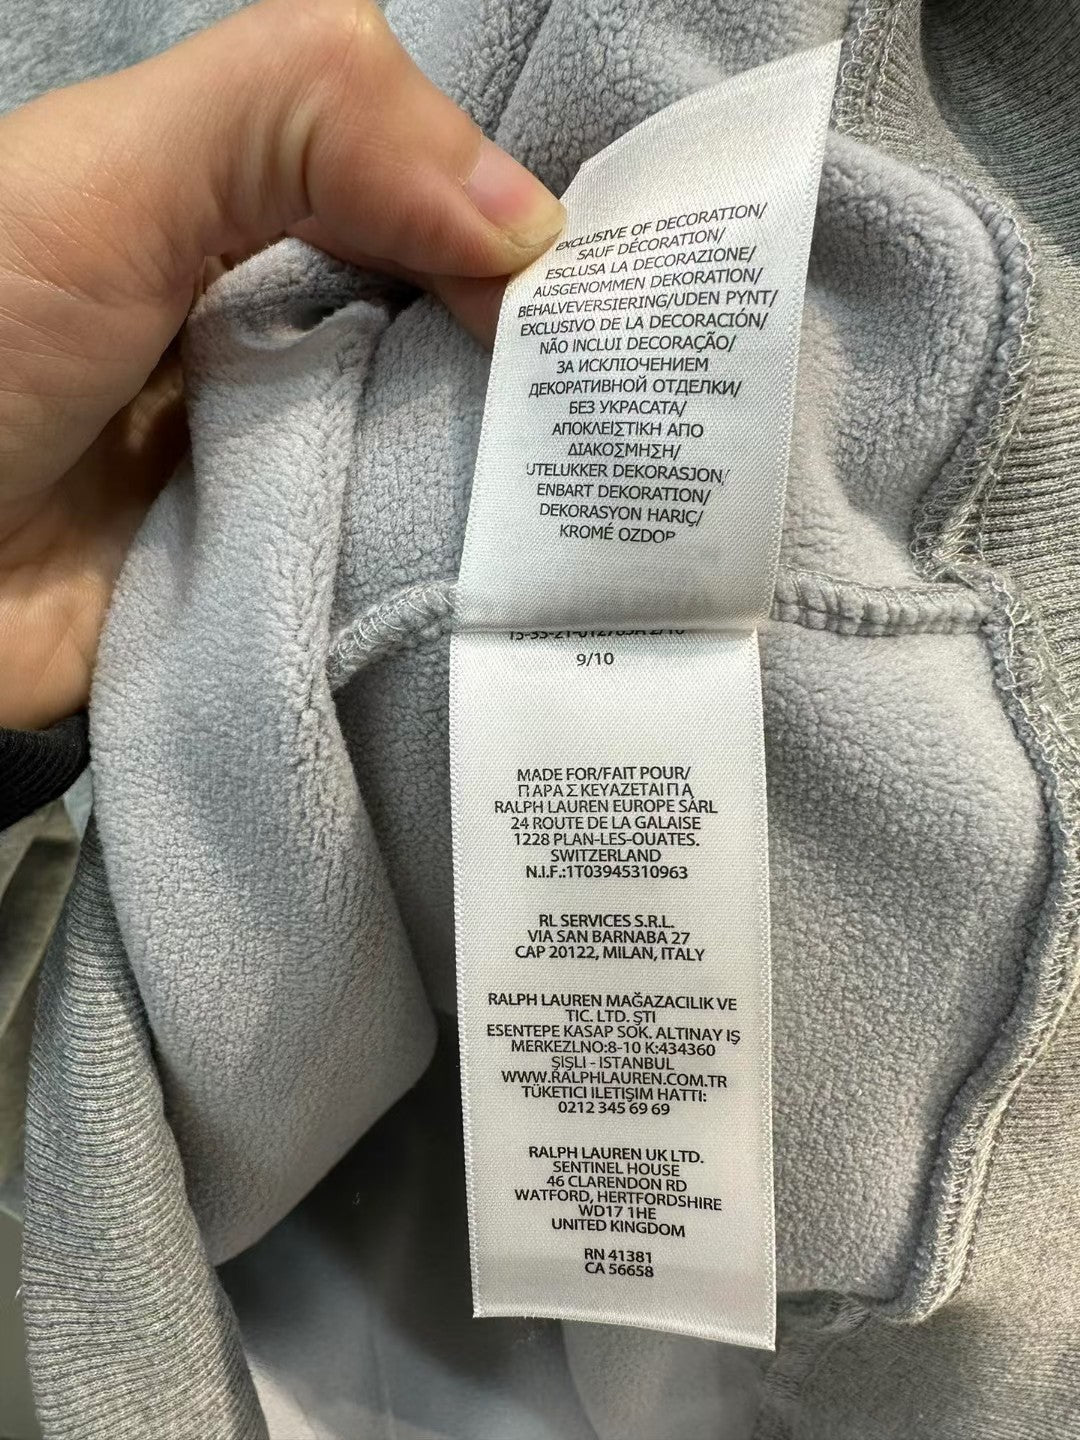 EXCLUSIVE OF DECORATION/
SAUF DÉCORATION/
ESCLUSA LA DECORAZIONE/
AUSGENOMMEN DEKORATION/
BEHALVEVERSIERING/UDEN PYNT/
EXCLUSIVO DE LA DECORACIÓN/
NÃO INCLUI DECORAÇÃO/
ЗА ИСКЛІОЧЕНИЕМ
ДЕКОРАТИВНОЙ ОТДЕЛКИ/
БЕЗ УКРАСАТА/
ΑΠΟΚΛΕΙΣΤΙΚΗ ΑΠΟ
ΔΙΑΚΟΣΜΗΣΗ/
UTELUKKER DEKORASJON/
ENBART DEKORATION/
DEKORASYON HARIÇ/
KROMÉ OZDOP
9/10
MADE FOR/FAIT POUR/
ΠΑΡΑΣΚΕΥΑΖΕΤΑΙ ΓΙΑ
RALPH LAUREN EUROPE SÀRL
24 ROUTE DE LA GALAISE
1228 PLAN-LES-OUATES.
SWITZERLAND
N.I.F.:1T03945310963
RL SERVICES S.R.L.
VIA SAN BARNABA 27
CAP 20122, MILAN, ITALY
RALPH LAUREN MAĞAZACILIK VE
TIC. LTD. ŞTI
ESENTEPE KASAP SOK. ALTINAY IŞ
MERKEZLNO:8-10 K:434360
ŞIŞLI - ISTANBUL
WWW.RALPHLAUREN.COM.TR
TÜKETICI ILETIŞIM HATTI:
0212 345 69 69
RALPH LAUREN UK LTD.
SENTINEL HOUSE
46 CLARENDON RD
WATFORD, HERTFORDSHIRE
WD17 1HE
UNITED KINGDOM
RN 41381
CA 56658